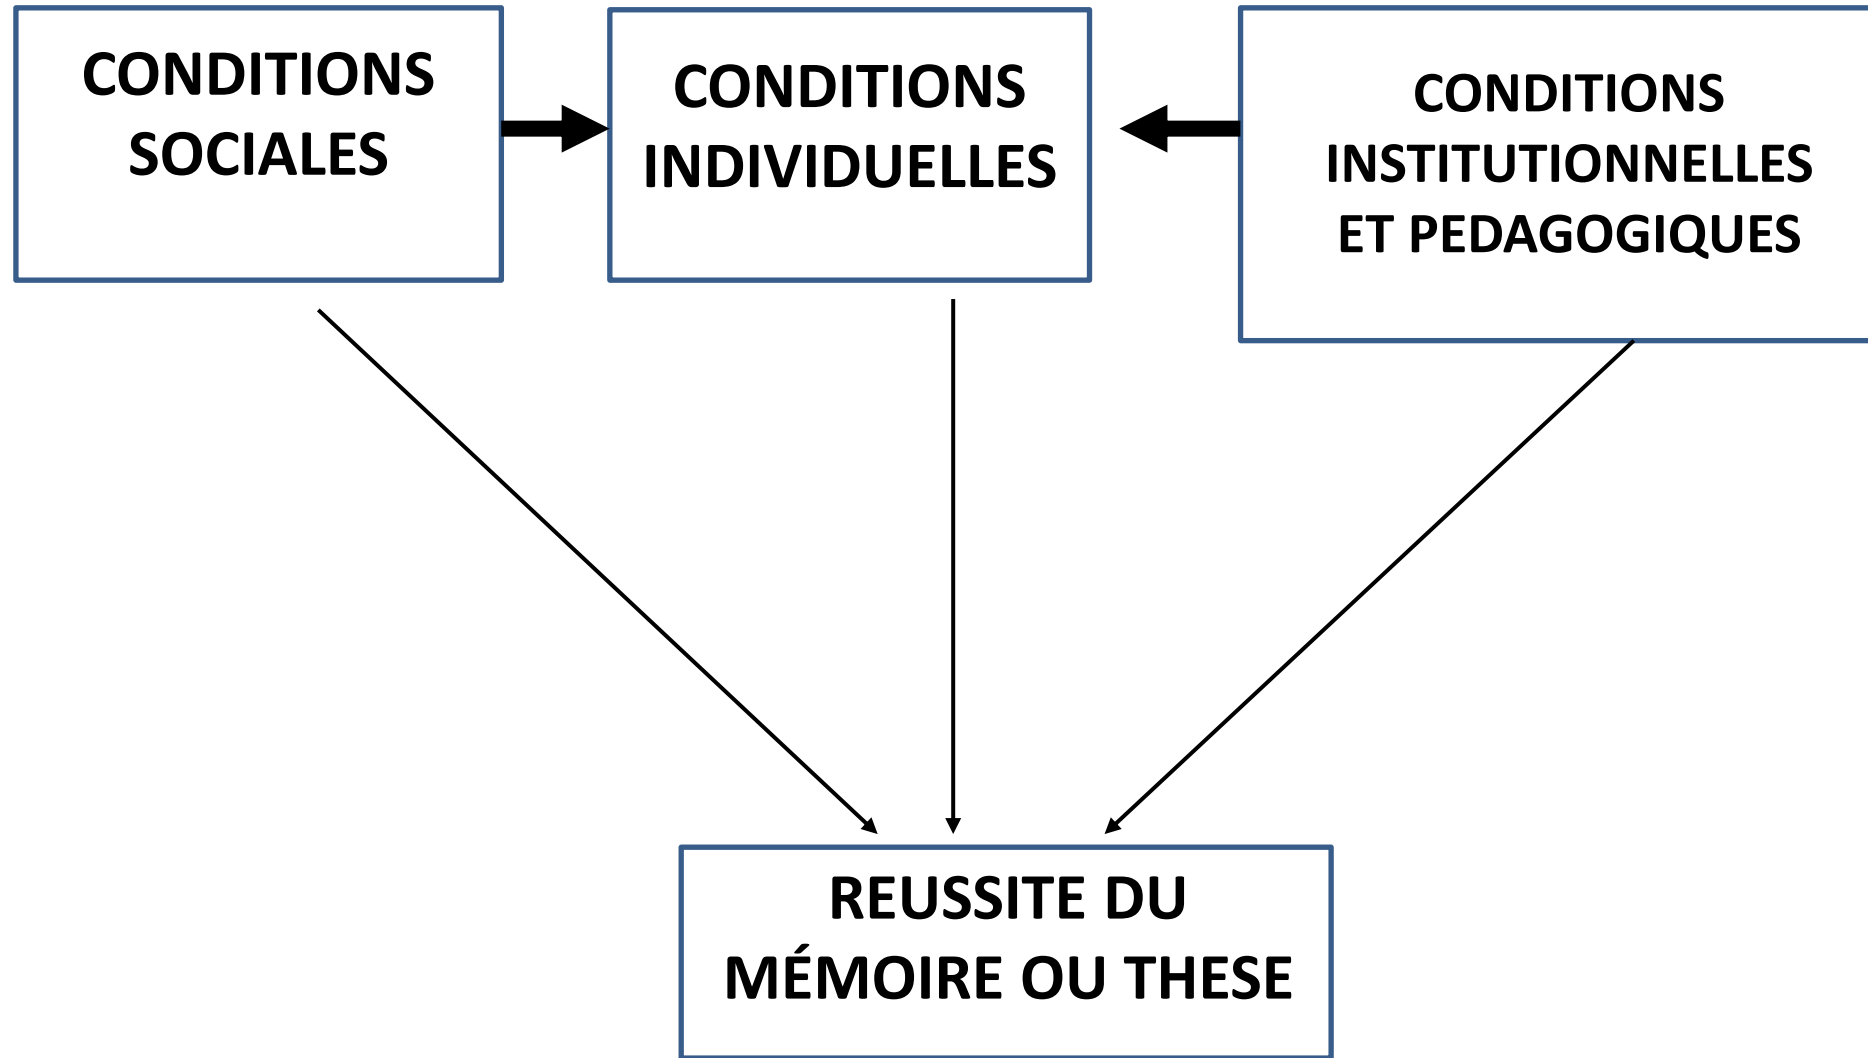 CONDITIONS
SOCIALES
CONDITIONS
INDIVIDUELLES
CONDITIONS
INSTITUTIONNELLES
ET PEDAGOGIQUES
REUSSITE DU
MÉMOIRE OU THESE